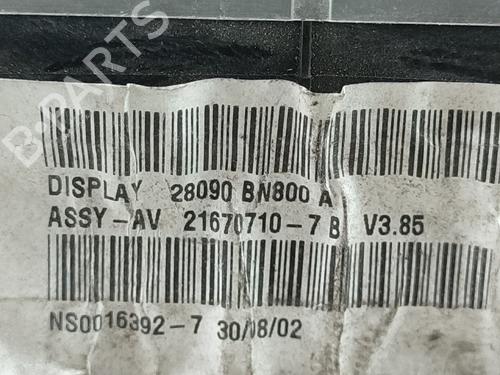 B-PARTS
DISPLAY 28090 BN800 A
ASSY-AV 21670710-7 B V3.85
NS0016392-7 30/08/02